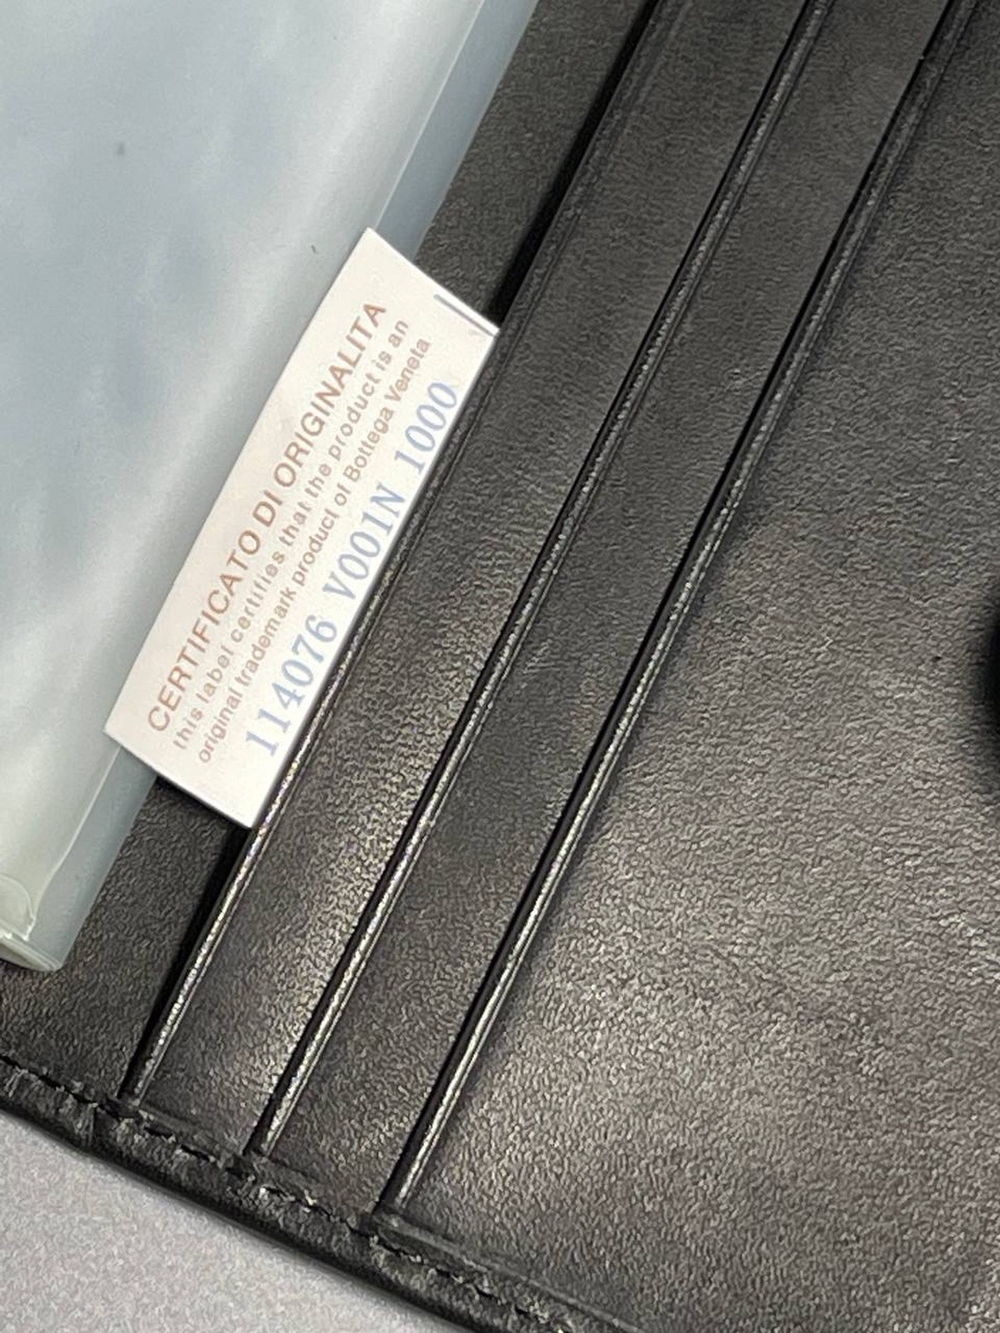 CERTIFICATO DI ORIGINALITA
this label certifies that the product is an
original trademark product of Bottega Veneta
114076 V001N 1000